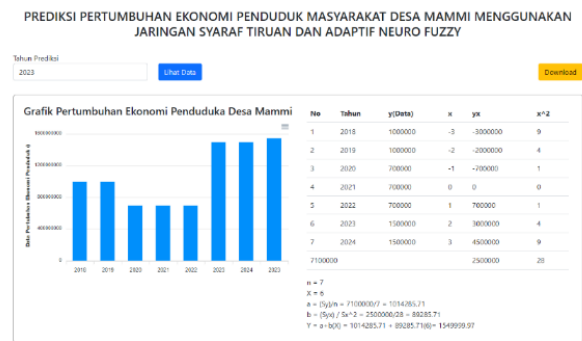 PREDIKSI PERTUMBUHAN EKONOMI PENDUDUK MASYARAKAT DESA MAMMI MENGGUNAKAN
JARINGAN SYARAF TIRUAN DAN ADAPTIF NEURO FUZZY
Tahun Prediksi
2023 Lihat Data Download
Grafik Pertumbuhan Ekonomi Penduduka Desa Mammi
2018 2019 2020 2021 2022 2023 2024 2023
No Tahun y(Data) x yx x^2
1 2018 1000000 -3 -3000000 9
2 2019 1000000 -2 -2000000 4
3 2020 700000 -1 -700000 1
4 2021 700000 0 0 0
5 2022 700000 1 700000 1
6 2023 1500000 2 3000000 4
7 2024 1500000 3 4500000 9
7100000 2500000 28
n = 7
X = 6
a = (Sy)/n = 7100000/7 = 1014285.71
b = (Syx) / Sx^2 = 2500000/28 = 89285.71
Y = a+b(X) = 1014285.71 + 89285.71(6)= 1549999.97